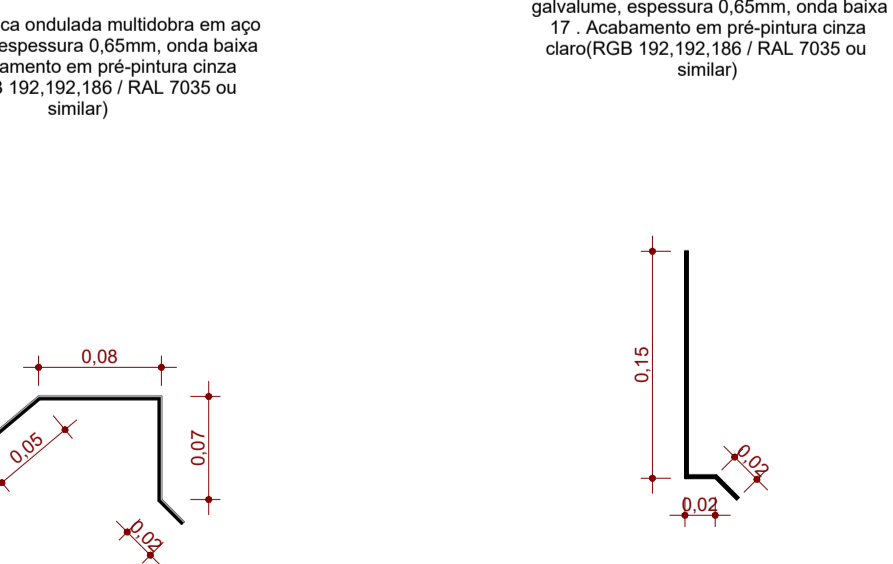 ca ondulada multidobra em aço
espessura 0,65mm, onda baixa
amento em pré-pintura cinza
192,192,186 / RAL 7035 ou
similar)
galvalume, espessura 0,65mm, onda baixa
17 . Acabamento em pré-pintura cinza
claro(RGB 192,192,186 / RAL 7035 ou
similar)
0,08
0,05
0,07
0,02
0,15
0,02
0,02